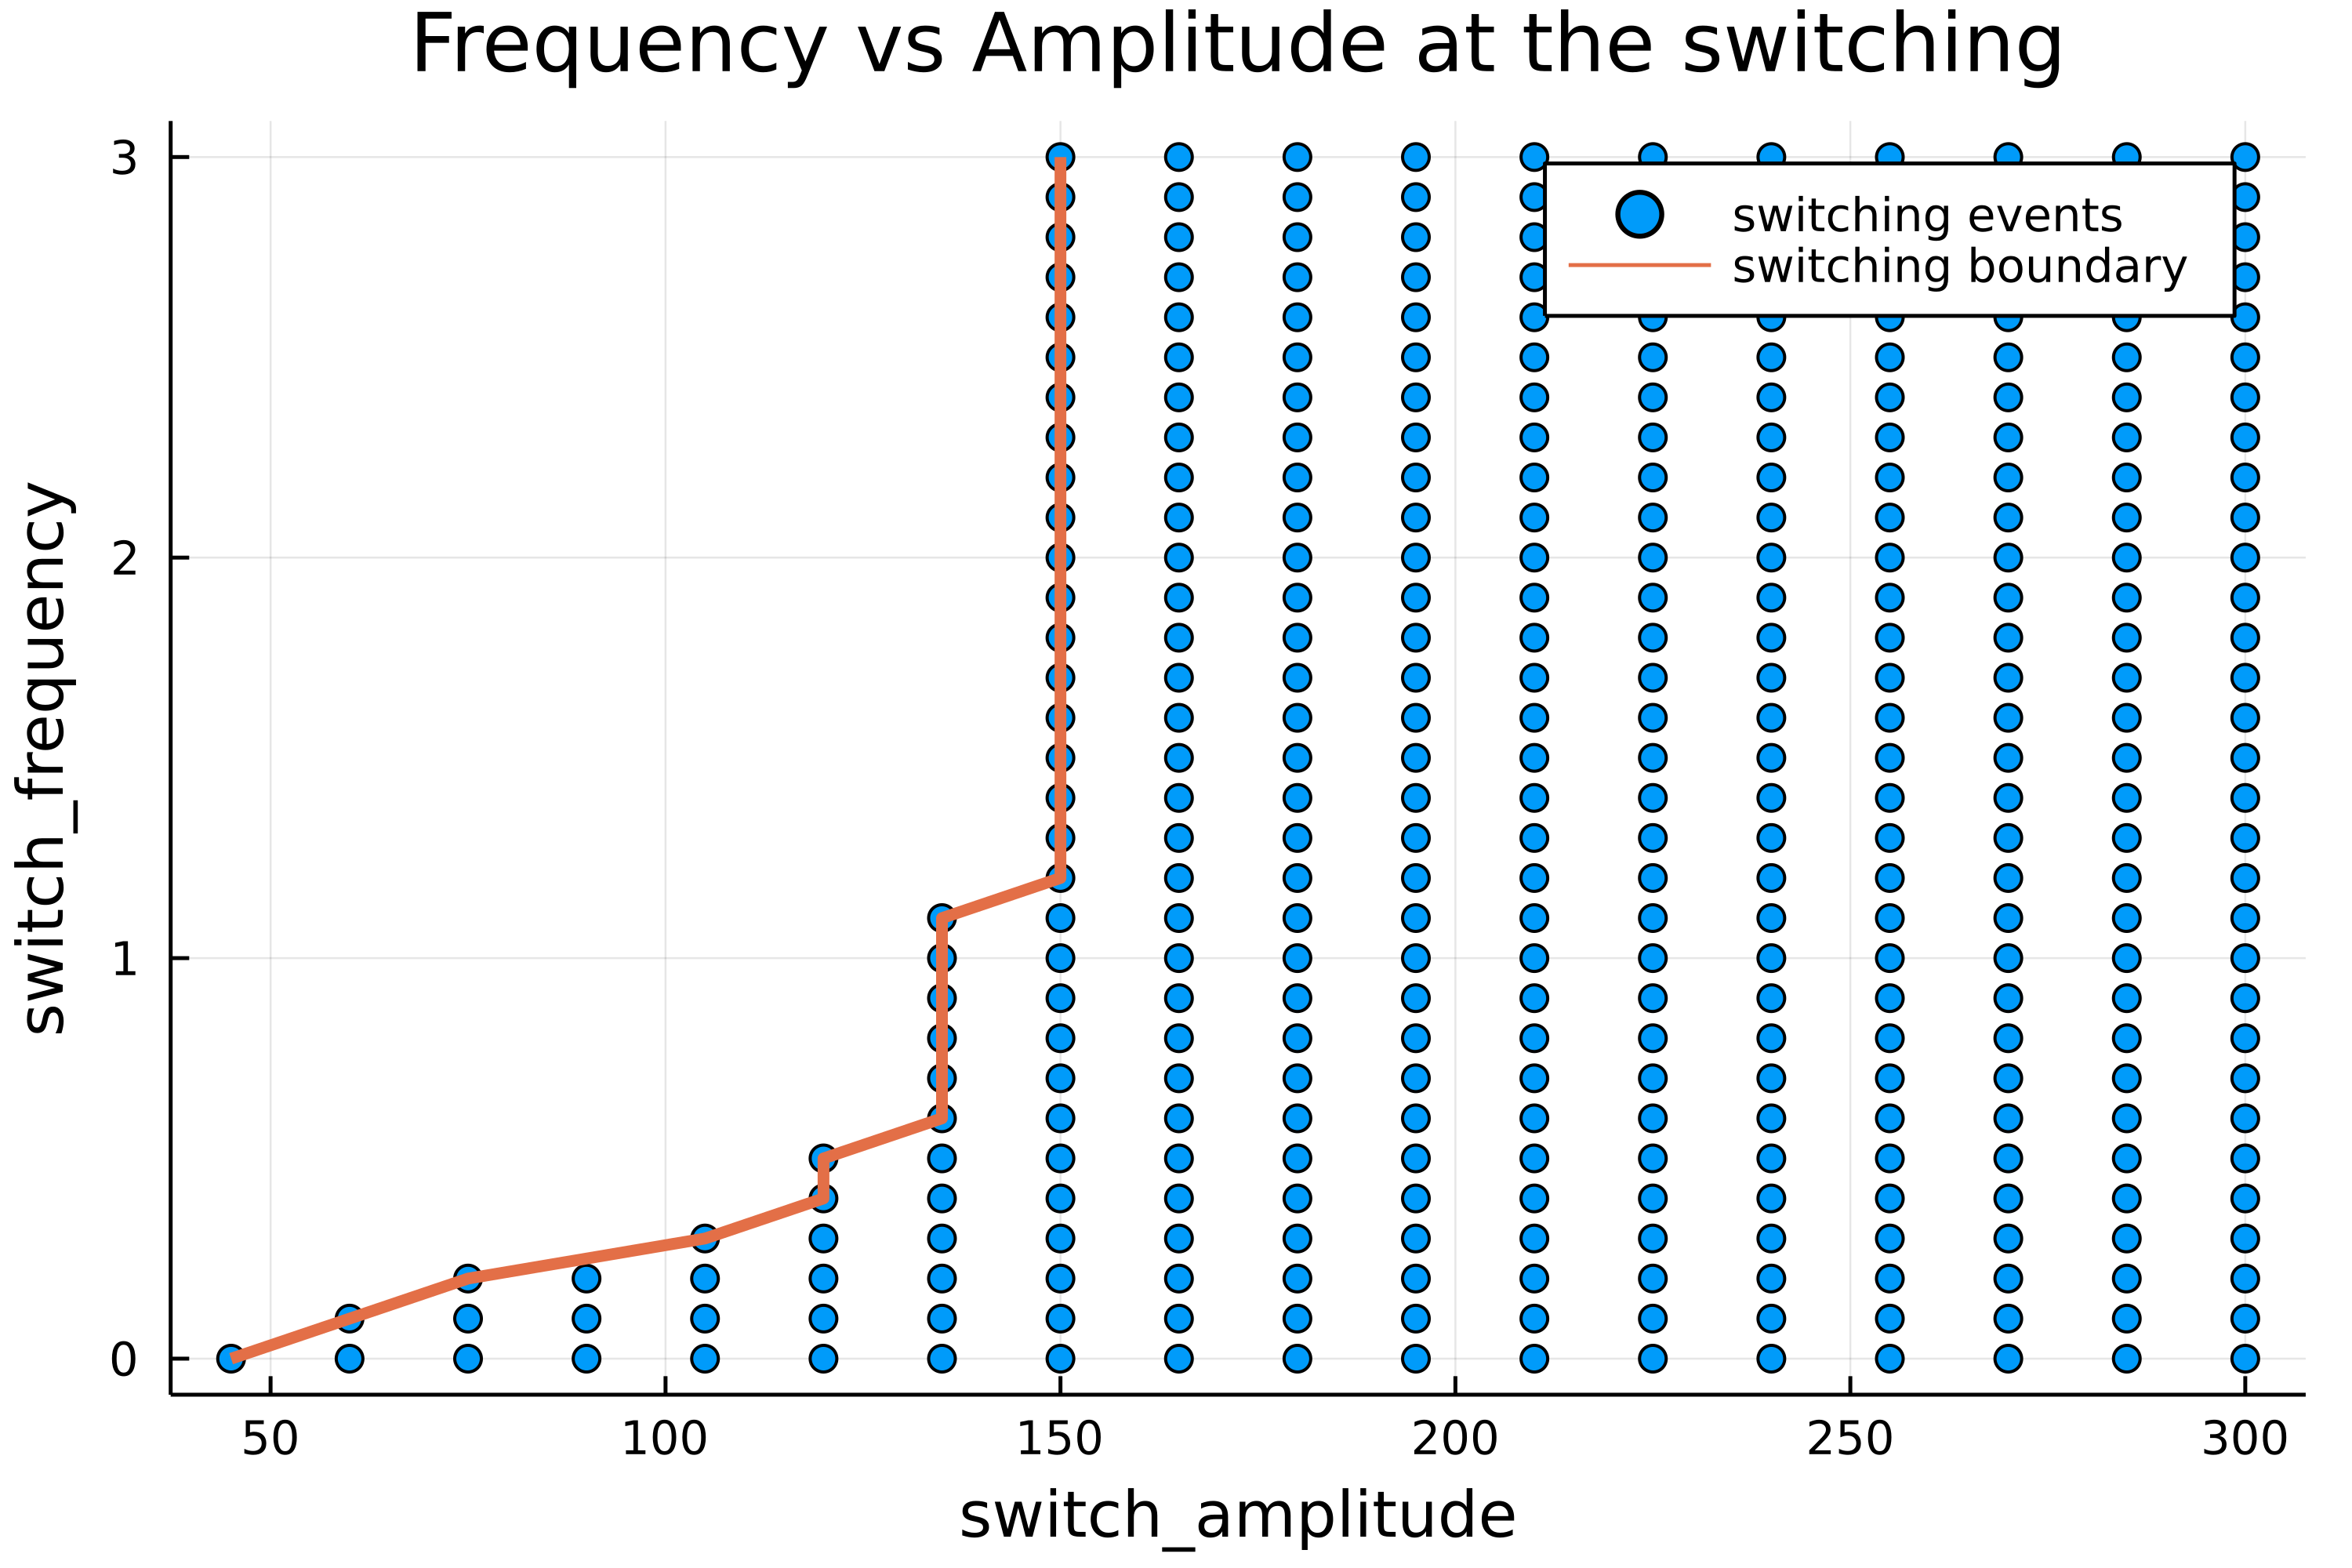 Frequency vs Amplitude at the switching
switching events
switching boundary
switch_frequency
3
2
1
0
50 100 150 200 250 300
switch_amplitude